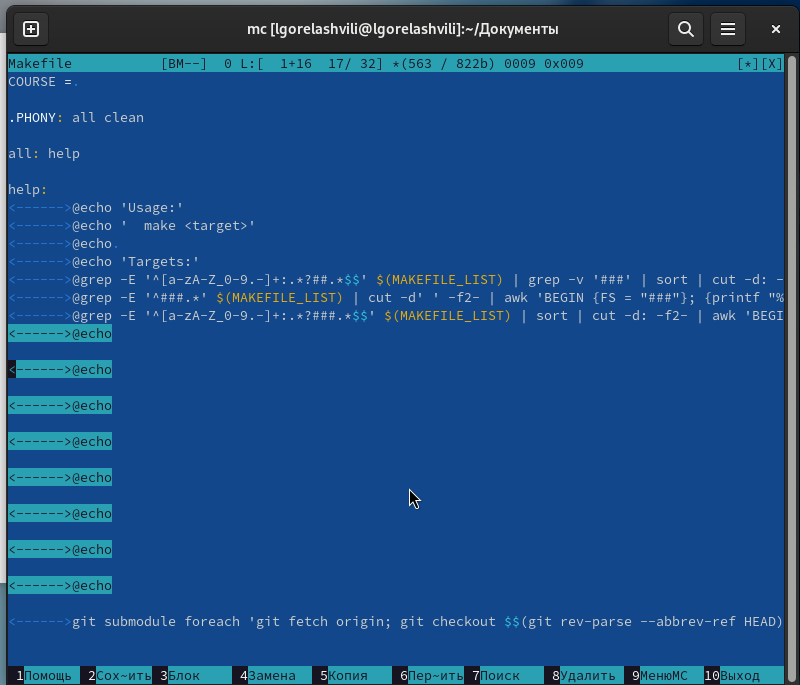 mc [lgorelashvili@lgorelashvili]:~/Документы
Makefile [BM--] 0 L:[ 1+16 17/ 32] *(563 / 822b) 0009 0x009 [*][X]
COURSE =.
.PHONY: all clean
all: help
help:
<------>@echo 'Usage:'
<------>@echo '  make <target>'
<------>@echo.
<------>@echo 'Targets:'
<------>@grep -E '^[a-zA-Z_0-9.-]+:.*?##.*$$' $(MAKEFILE_LIST) | grep -v '###' | sort | cut -d: -
<------>@grep -E '^###.*' $(MAKEFILE_LIST) | cut -d' ' -f2- | awk 'BEGIN {FS = "###"}; {printf "%
<------>@grep -E '^[a-zA-Z_0-9.-]+:.*?###.*$$' $(MAKEFILE_LIST) | sort | cut -d: -f2- | awk 'BEGI
<------>@echo
<------>@echo
<------>@echo
<------>@echo
<------>@echo
<------>@echo
<------>@echo
<------>@echo
<------>git submodule foreach 'git fetch origin; git checkout $$(git rev-parse --abbrev-ref HEAD)
1Помощь 2Сох~ить 3Блок 4Замена 5Копия 6Пер~ить 7Поиск 8Удалить 9МенюMC 10Выход